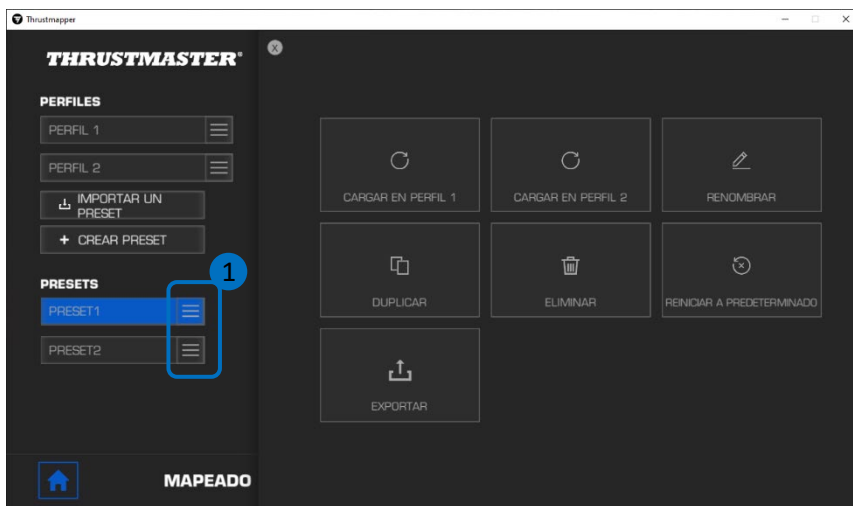 Thrustmapper
THRUSTMASTER®
X
PERFILES
PERFIL 1
PERFIL 2
IMPORTAR UN
PRESET
+ CREAR PRESET
1
PRESETS
PRESET1
PRESET2
MAPEADO
CARGAR EN PERFIL 1
CARGAR EN PERFIL 2
RENOMBRAR
DUPLICAR
ELIMINAR
REINICIAR A PREDETERMINADO
EXPORTAR